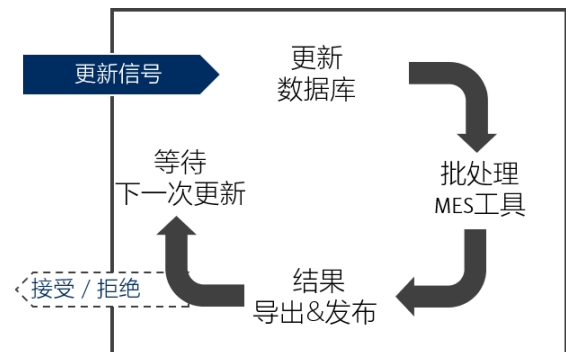 更新信号
更新
数据库
批处理
MES工具
结果
导出&发布
等待
下一次更新
接受 / 拒绝